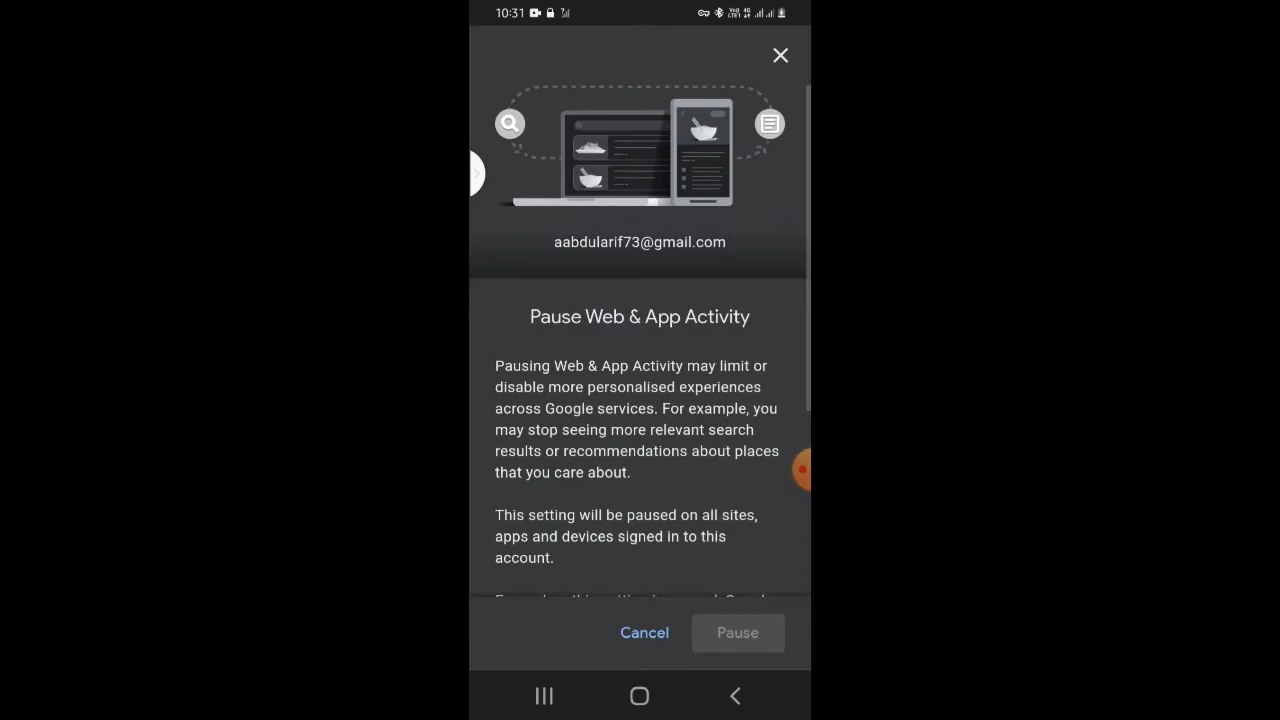 10:31
aabdularif73@gmail.com
Pause Web & App Activity
Pausing Web & App Activity may limit or
disable more personalised experiences
across Google services. For example, you
may stop seeing more relevant search
results or recommendations about places
that you care about.
This setting will be paused on all sites,
apps and devices signed in to this
account.
Cancel
Pause